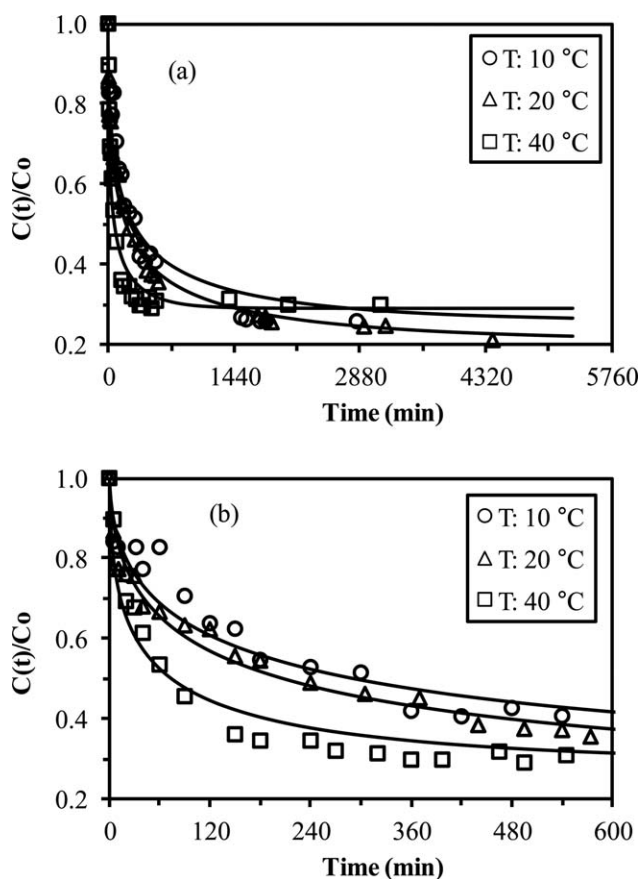 1.0
(a)
T: 10 °C
T: 20 °C
T: 40 °C
0.8
0.6
0.4
0.2
C(t)/Co
0 1440 2880 4320 5760
Time (min)
1.0
(b)
T: 10 °C
T: 20 °C
T: 40 °C
0.8
0.6
0.4
0.2
C(t)/Co
0 120 240 360 480 600
Time (min)